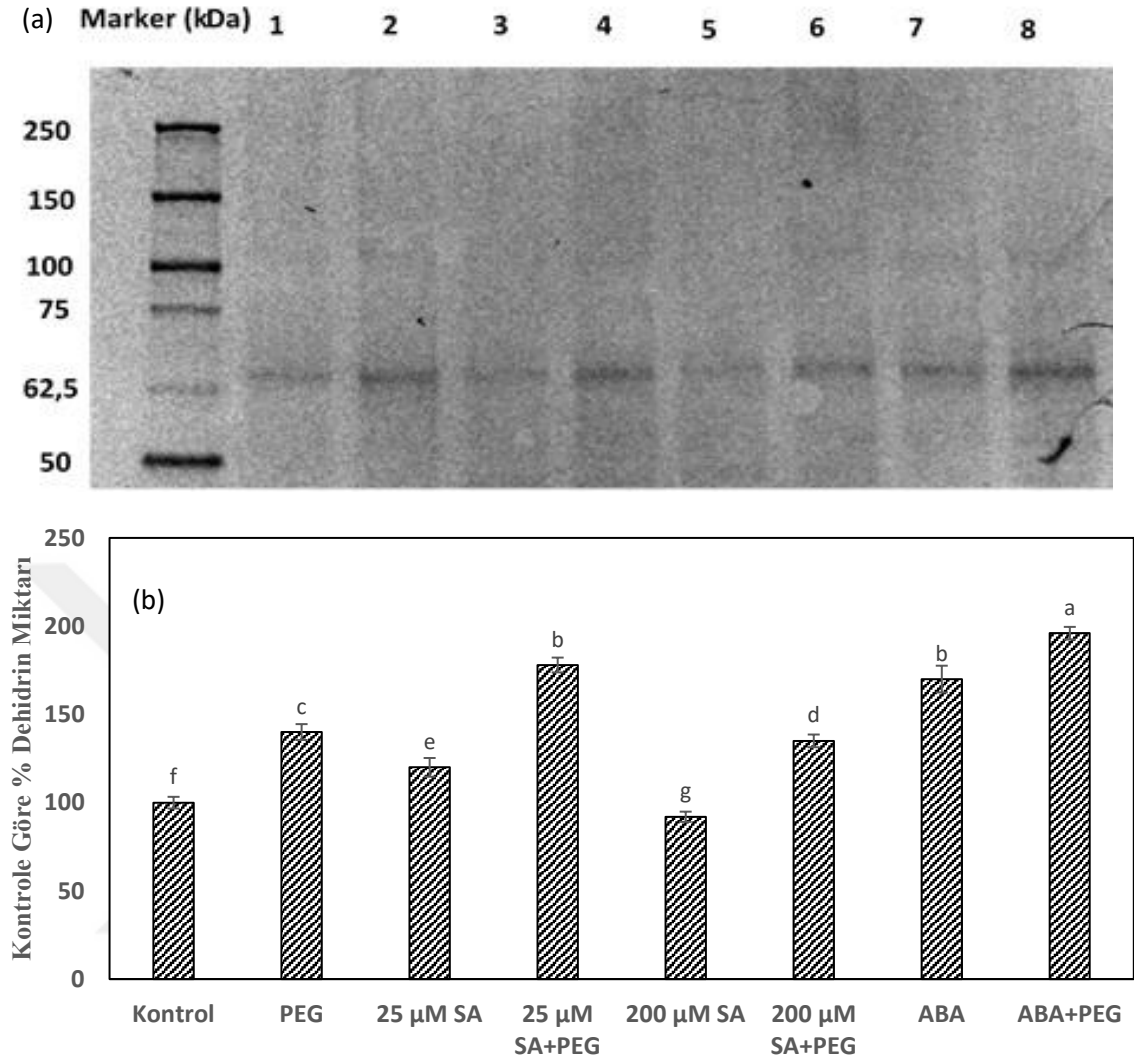 (a) Marker (kDa) 1 2 3 4 5 6 7 8
250
150
100
75
62,5
50
(b)
Kontrole Göre % Dehidrin Miktarı
250
200
150
100
50
0
f c e b g d b a
Kontrol PEG 25 µM SA 25 µM SA+PEG 200 µM SA 200 µM SA+PEG ABA ABA+PEG